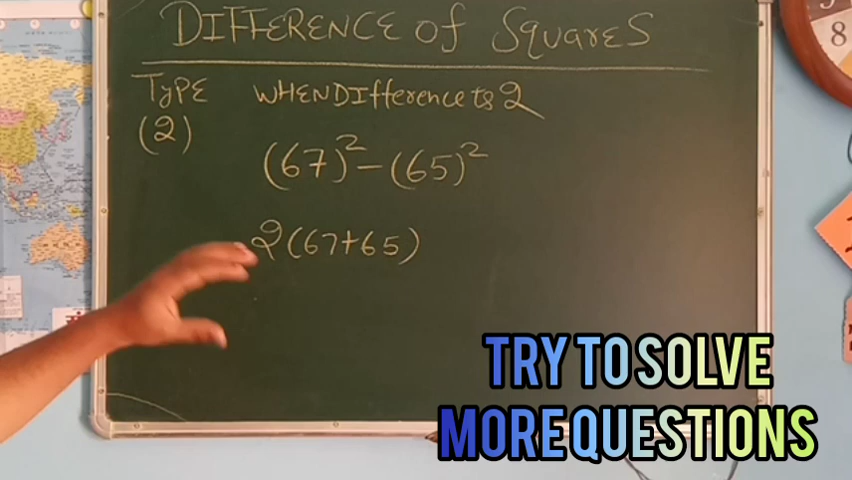 DIFFERENCE of SquareS
TyPE WHEN DIfference is 2
(2)
(67)² - (65)²
2(67+65)
TRY TO SOLVE
MORE QUESTIONS